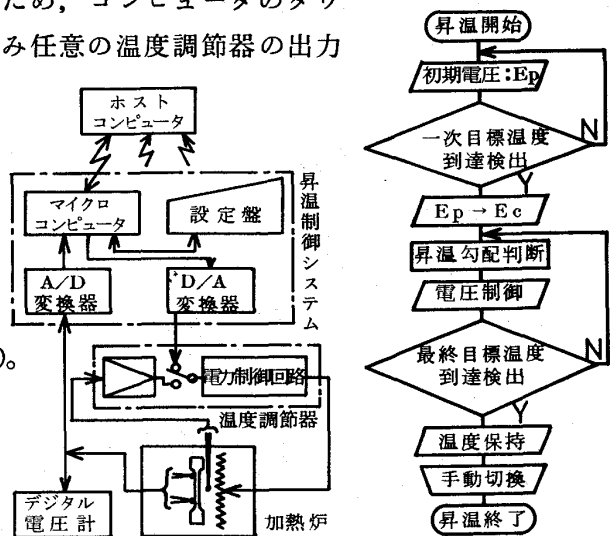 ため，コンピュータのダウ
み任意の温度調節器の出力
ホスト
コンピュータ
マイクロ
コンピュータ
設定盤
昇温制御システム
A/D
変換器
D/A
変換器
)。
電力制御回路
温度調節器
デジタル
電圧計
加熱炉
昇温開始
初期電圧:Ep
一次目標温度
到達検出
N
Y
Ep→Ec
昇温勾配判断
電圧制御
最終目標温度
到達検出
N
Y
温度保持
手動切換
昇温終了